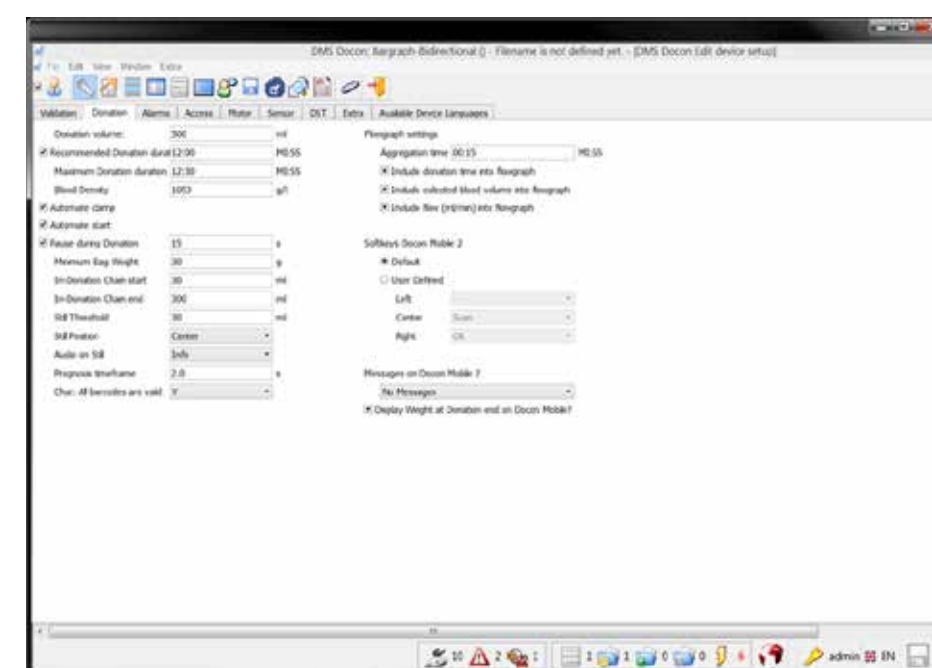 DMS Docon: Bargraph-Bidirectional () - Filename is not defined yet. - [DMS Docon Edit device setup]
Edit View Window Extra
Validation Donation Alarms Access Motor Sensor DST Extra Available Device Languages
Donation volume: 500 ml
Recommended Donation durat 12:00 M0:SS
Maximum Donation duration 12:30 M0:SS
Blood Density 1053 g/l
Automate clamp
Automate start
Pause during Donation 15 s
Minimum Bag Weight 30 g
In-Donation Chain start 30 ml
In-Donation Chain end 300 ml
Still Threshold 30 ml
Still Position Center
Audio on Still Info
Prognosis timeframe 2.0 s
Char: All barcodes are valid Y
Flowgraph settings
Aggregation time 00:15 M0:SS
Include donation time into flowgraph
Include collected blood volume into flowgraph
Include flow (ml/min) into flowgraph
Softkeys Docon Mobile 2
Default
User Defined
Left
Center Scan
Right OK
Messages on Docon Mobile 7
No Messages
Display Weight at Donation end on Docon Mobile7
10 2 1 1 1 0 0 6 admin EN